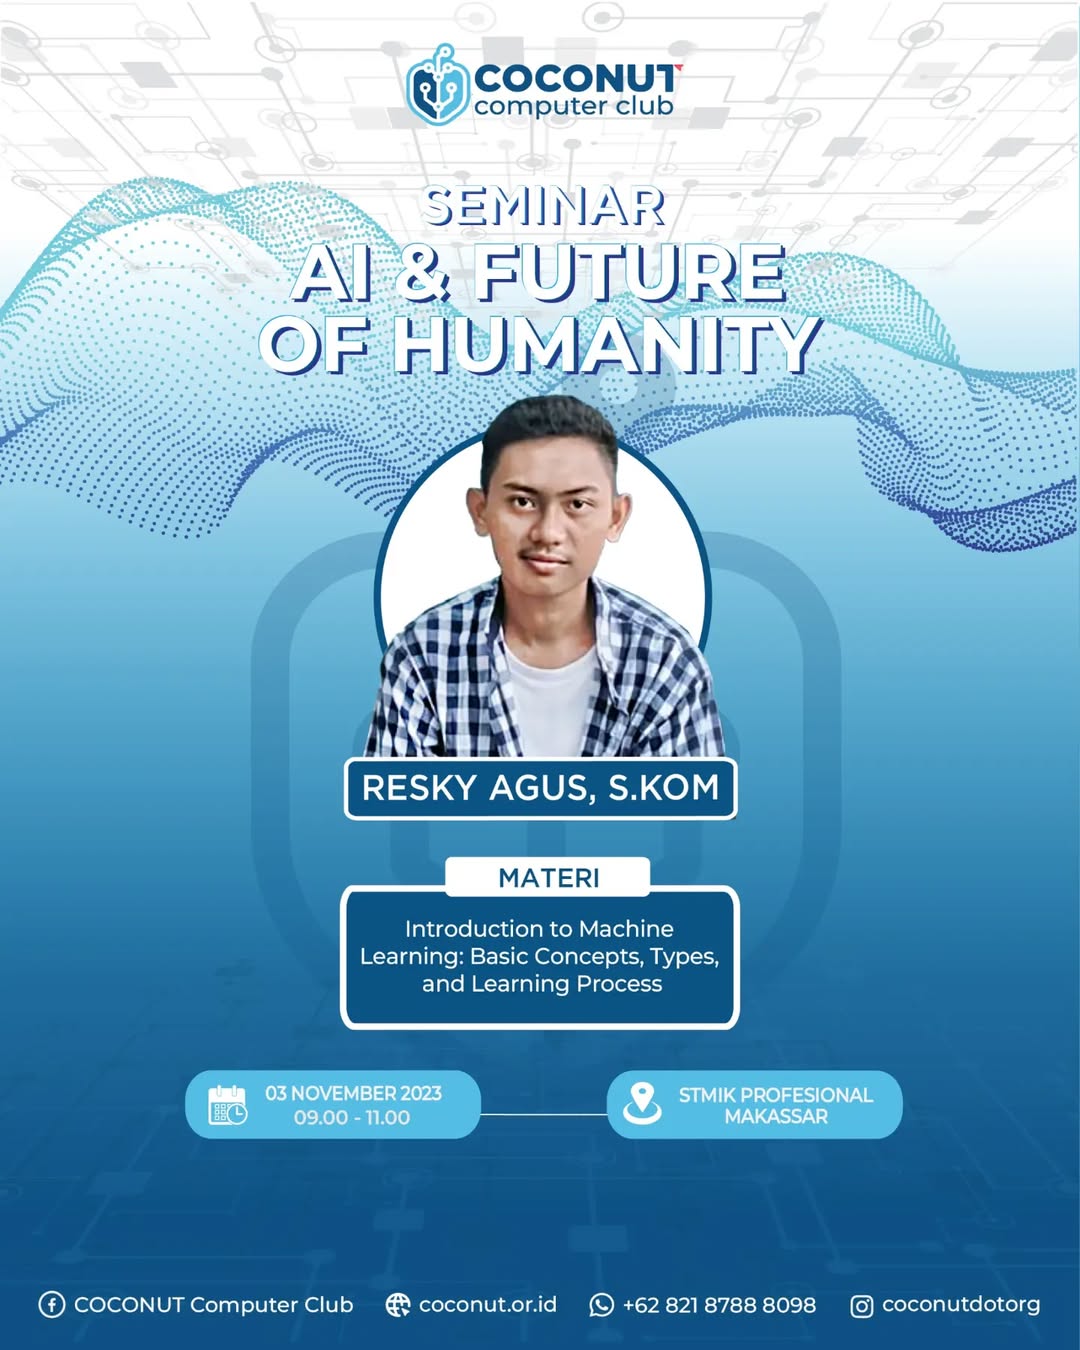 COCONUT
computer club
SEMINAR
AI & FUTURE
OF HUMANITY
RESKY AGUS, S.KOM
MATERI
Introduction to Machine
Learning: Basic Concepts, Types,
and Learning Process
03 NOVEMBER 2023
09.00 - 11.00
STMIK PROFESIONAL
MAKASSAR
COCONUT Computer Club
coconut.or.id
+62 821 8788 8098
coconutdotorg